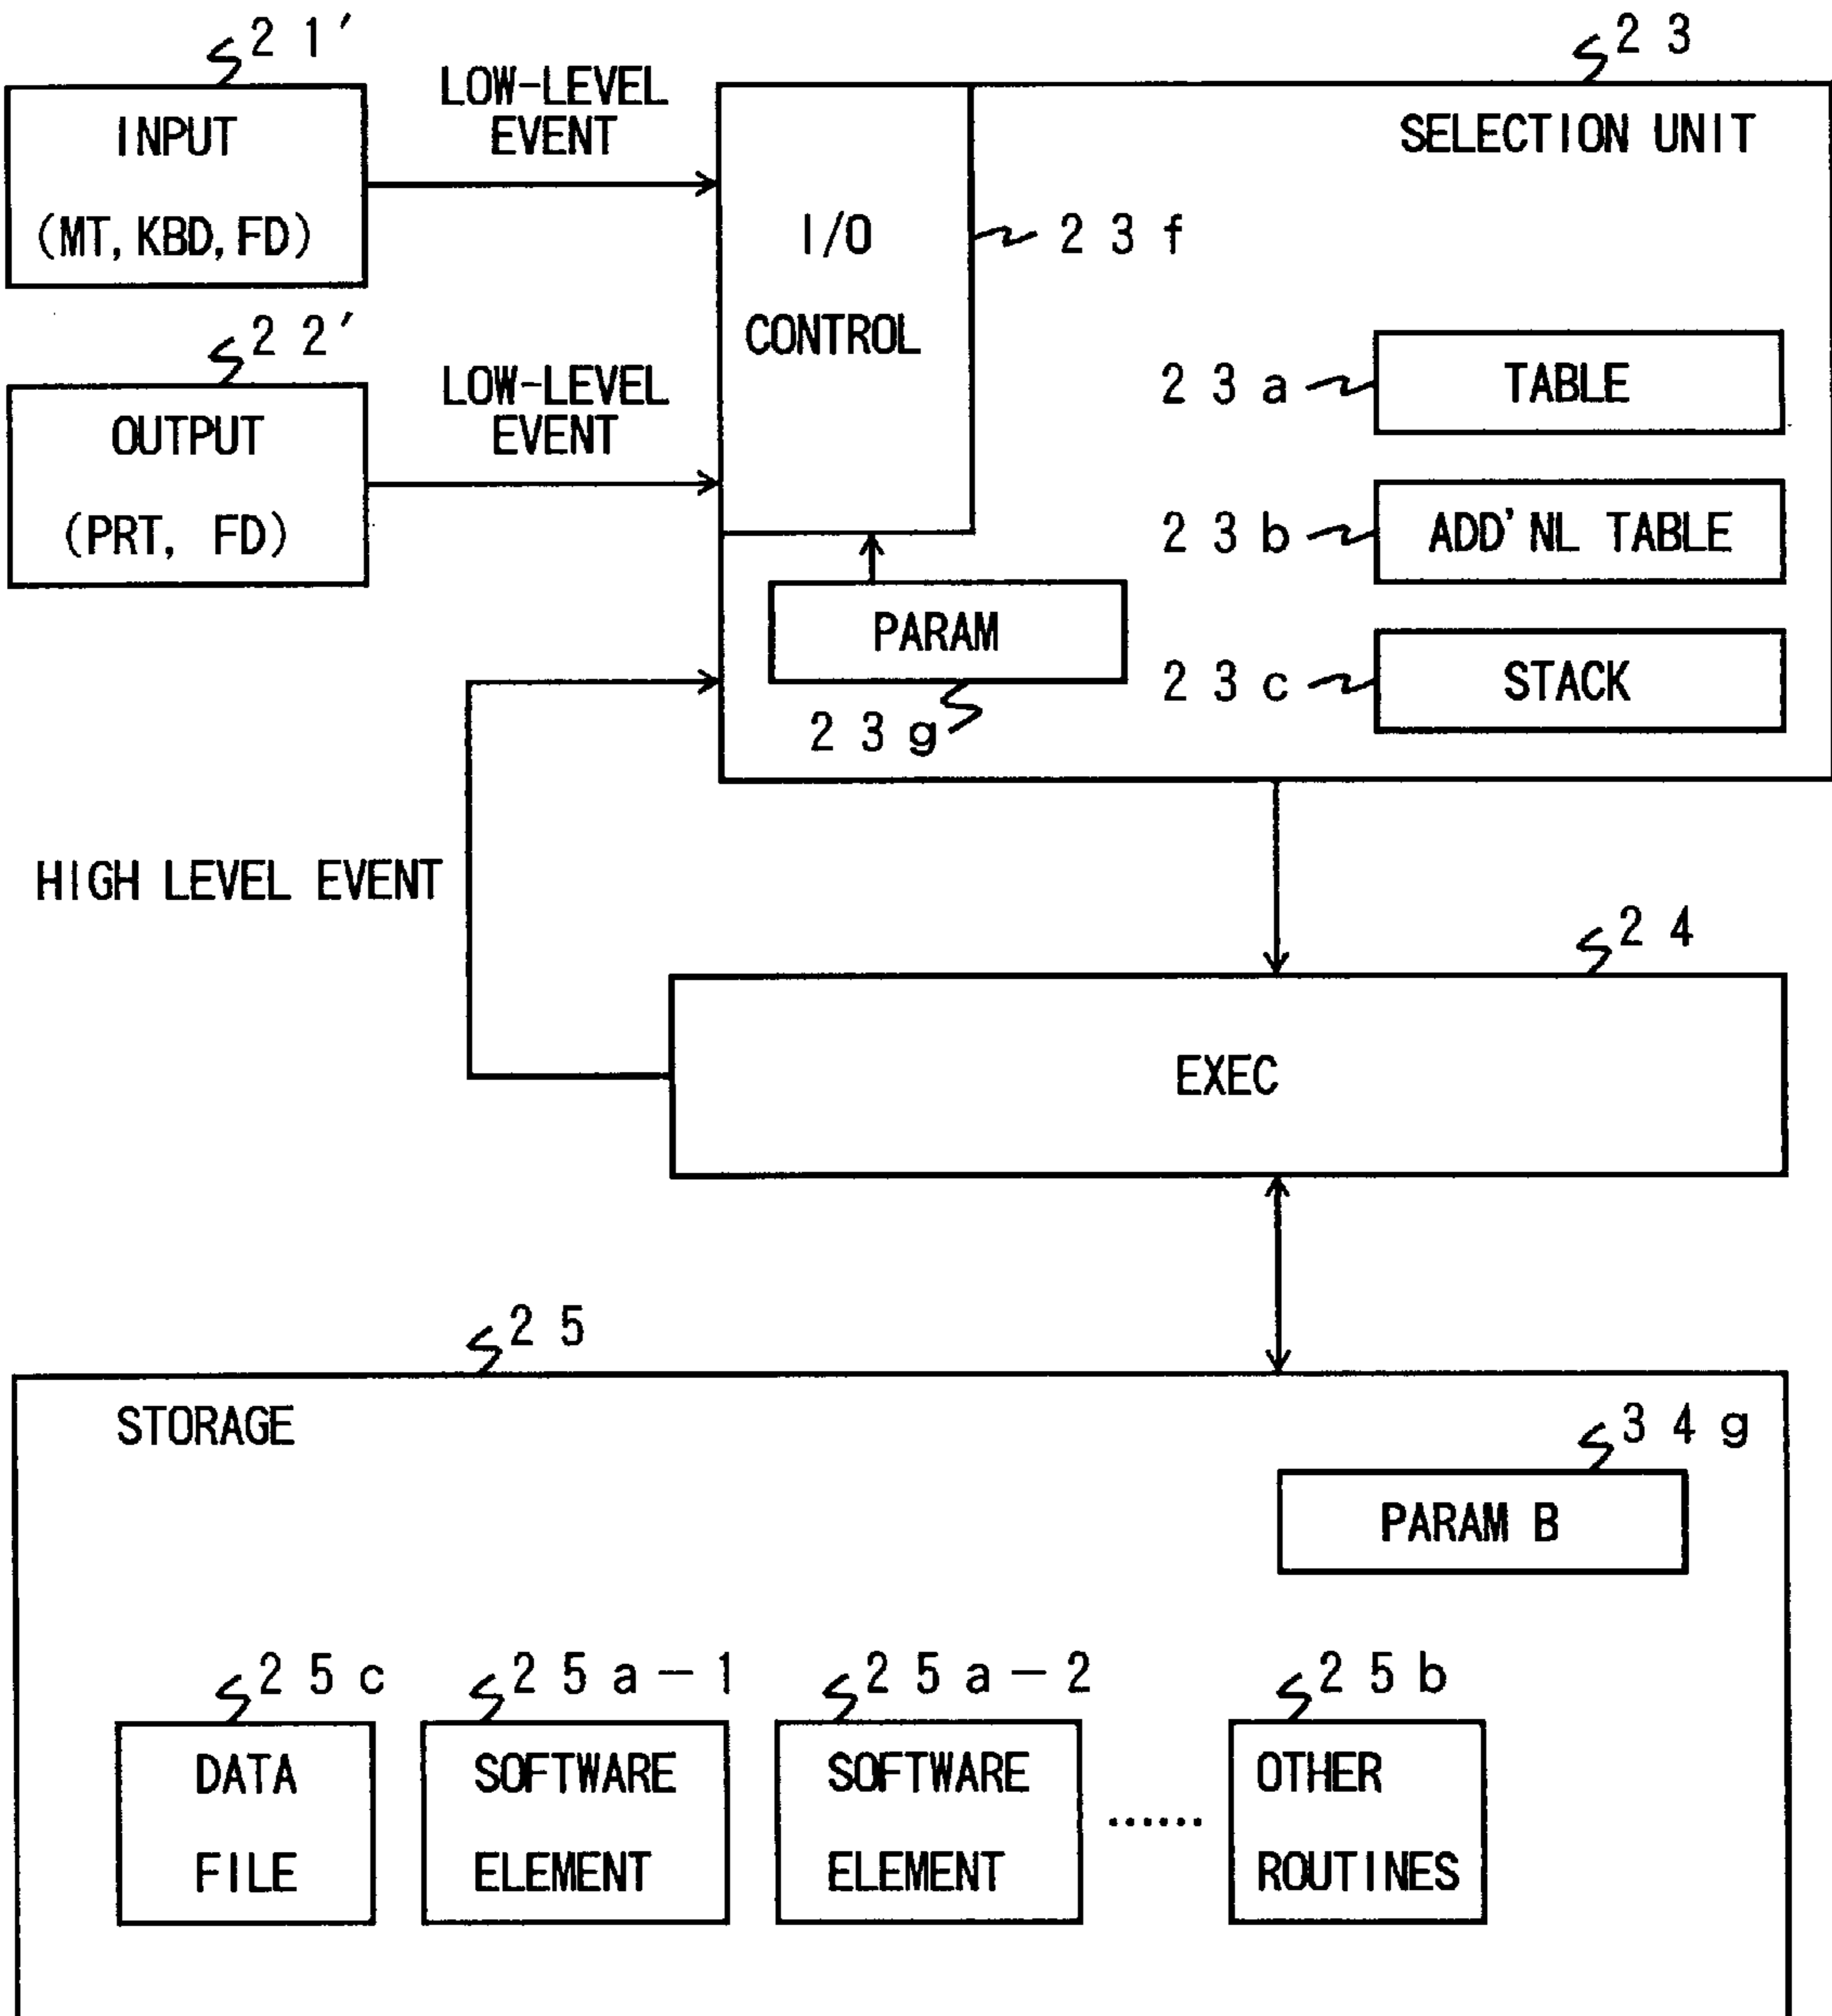 21′
INPUT
(MT, KBD, FD)
LOW-LEVEL
EVENT
22′
OUTPUT
(PRT, FD)
LOW-LEVEL
EVENT
23
SELECTION UNIT
I/O
CONTROL
23f
23a
TABLE
23b
ADD'NL TABLE
PARAM
23g
23c
STACK
HIGH LEVEL EVENT
24
EXEC
25
STORAGE
34g
PARAM B
25c
DATA
FILE
25a-1
SOFTWARE
ELEMENT
25a-2
SOFTWARE
ELEMENT
......
25b
OTHER
ROUTINES